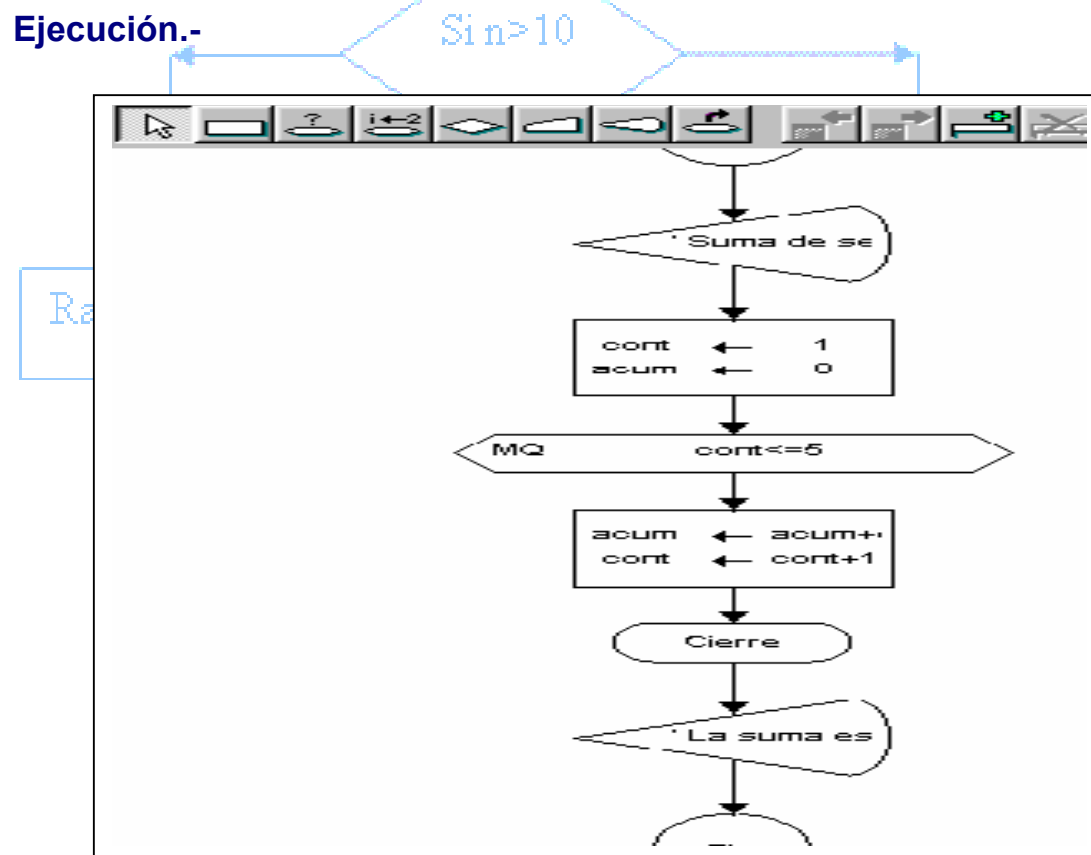 Ejecución.-
Si n>10
?
i←2
' Suma de se
cont ← 1
acum ← 0
MQ cont<=5
acum ← acum+
cont ← cont+1
Cierre
' La suma es